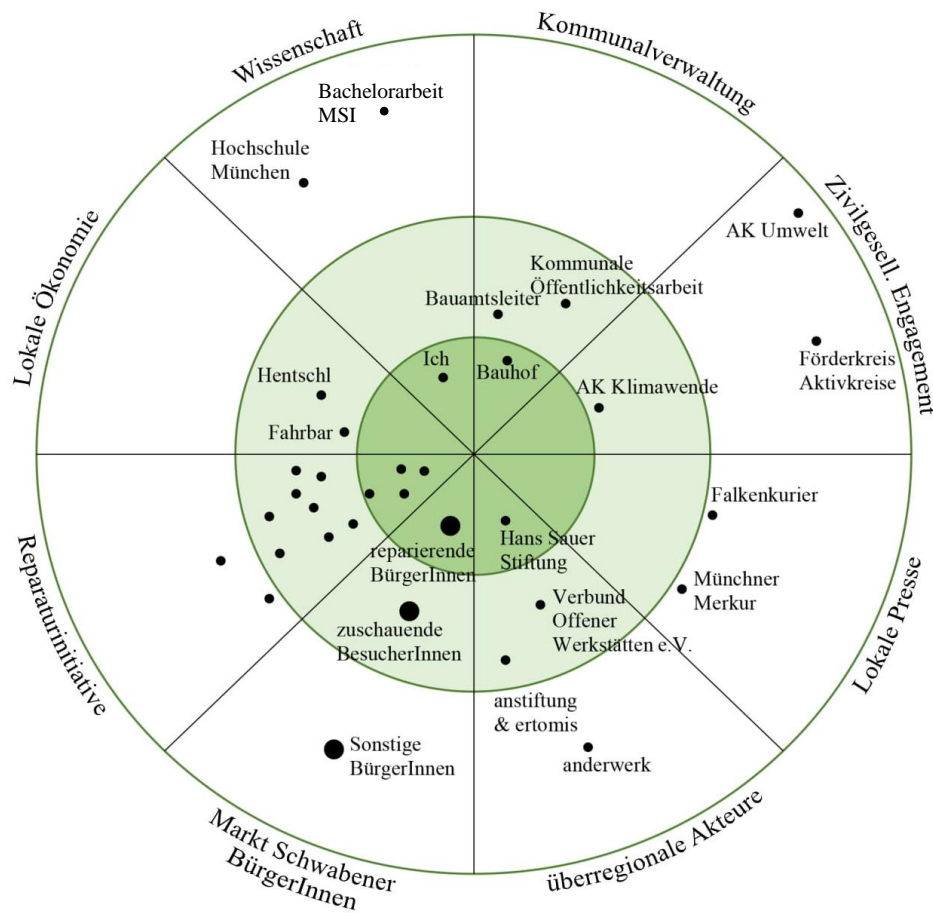 Wissenschaft
Kommunalverwaltung
Bachelorarbeit
MSI
Hochschule
München
Zivilgesell. Engagement
AK Umwelt
Lokale Ökonomie
Kommunale
Öffentlichkeitsarbeit
Bauamtsleiter
Förderkreis
Aktivkreise
Ich
Bauhof
Hentschl
AK Klimawende
Fahrbar
Falkenkurier
Hans Sauer
Stiftung
reparierende
BürgerInnen
Münchner
Merkur
Verbund
Offener
Werkstätten e.V.
zuschauende
BesucherInnen
Reparaturinitiative
Lokale Presse
anstiftung
& ertomis
Sonstige
BürgerInnen
anderwerk
Markt Schwabener
BürgerInnen
überregionale Akteure